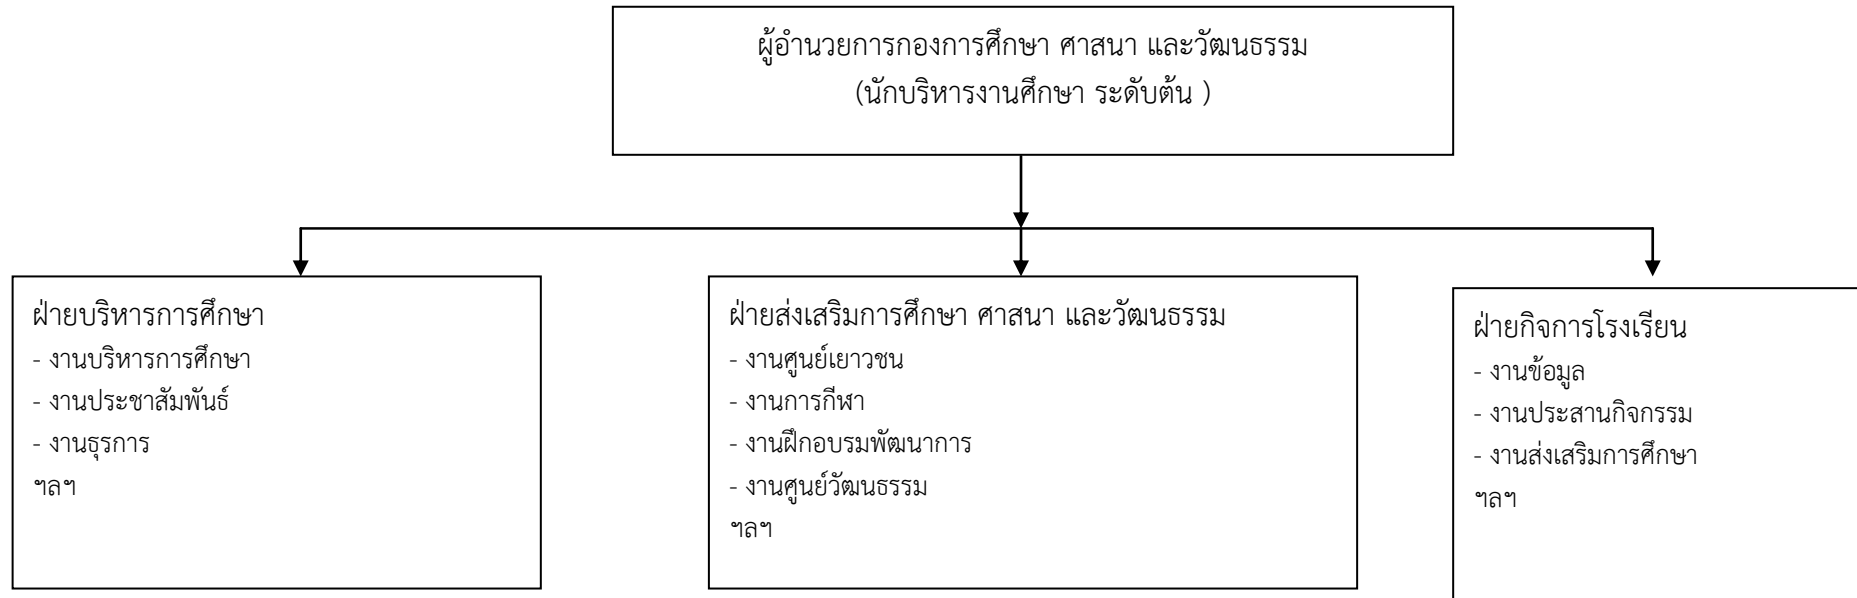 ผู้อำนวยการกองการศึกษา ศาสนา และวัฒนธรรม
(นักบริหารงานศึกษา ระดับต้น )
ฝ่ายบริหารการศึกษา
- งานบริหารการศึกษา
- งานประชาสัมพันธ์
- งานธุรการ
ฯลฯ
ฝ่ายส่งเสริมการศึกษา ศาสนา และวัฒนธรรม
- งานศูนย์เยาวชน
- งานการกีฬา
- งานฝึกอบรมพัฒนาการ
- งานศูนย์วัฒนธรรม
ฯลฯ
ฝ่ายกิจการโรงเรียน
- งานข้อมูล
- งานประสานกิจกรรม
- งานส่งเสริมการศึกษา
ฯลฯ